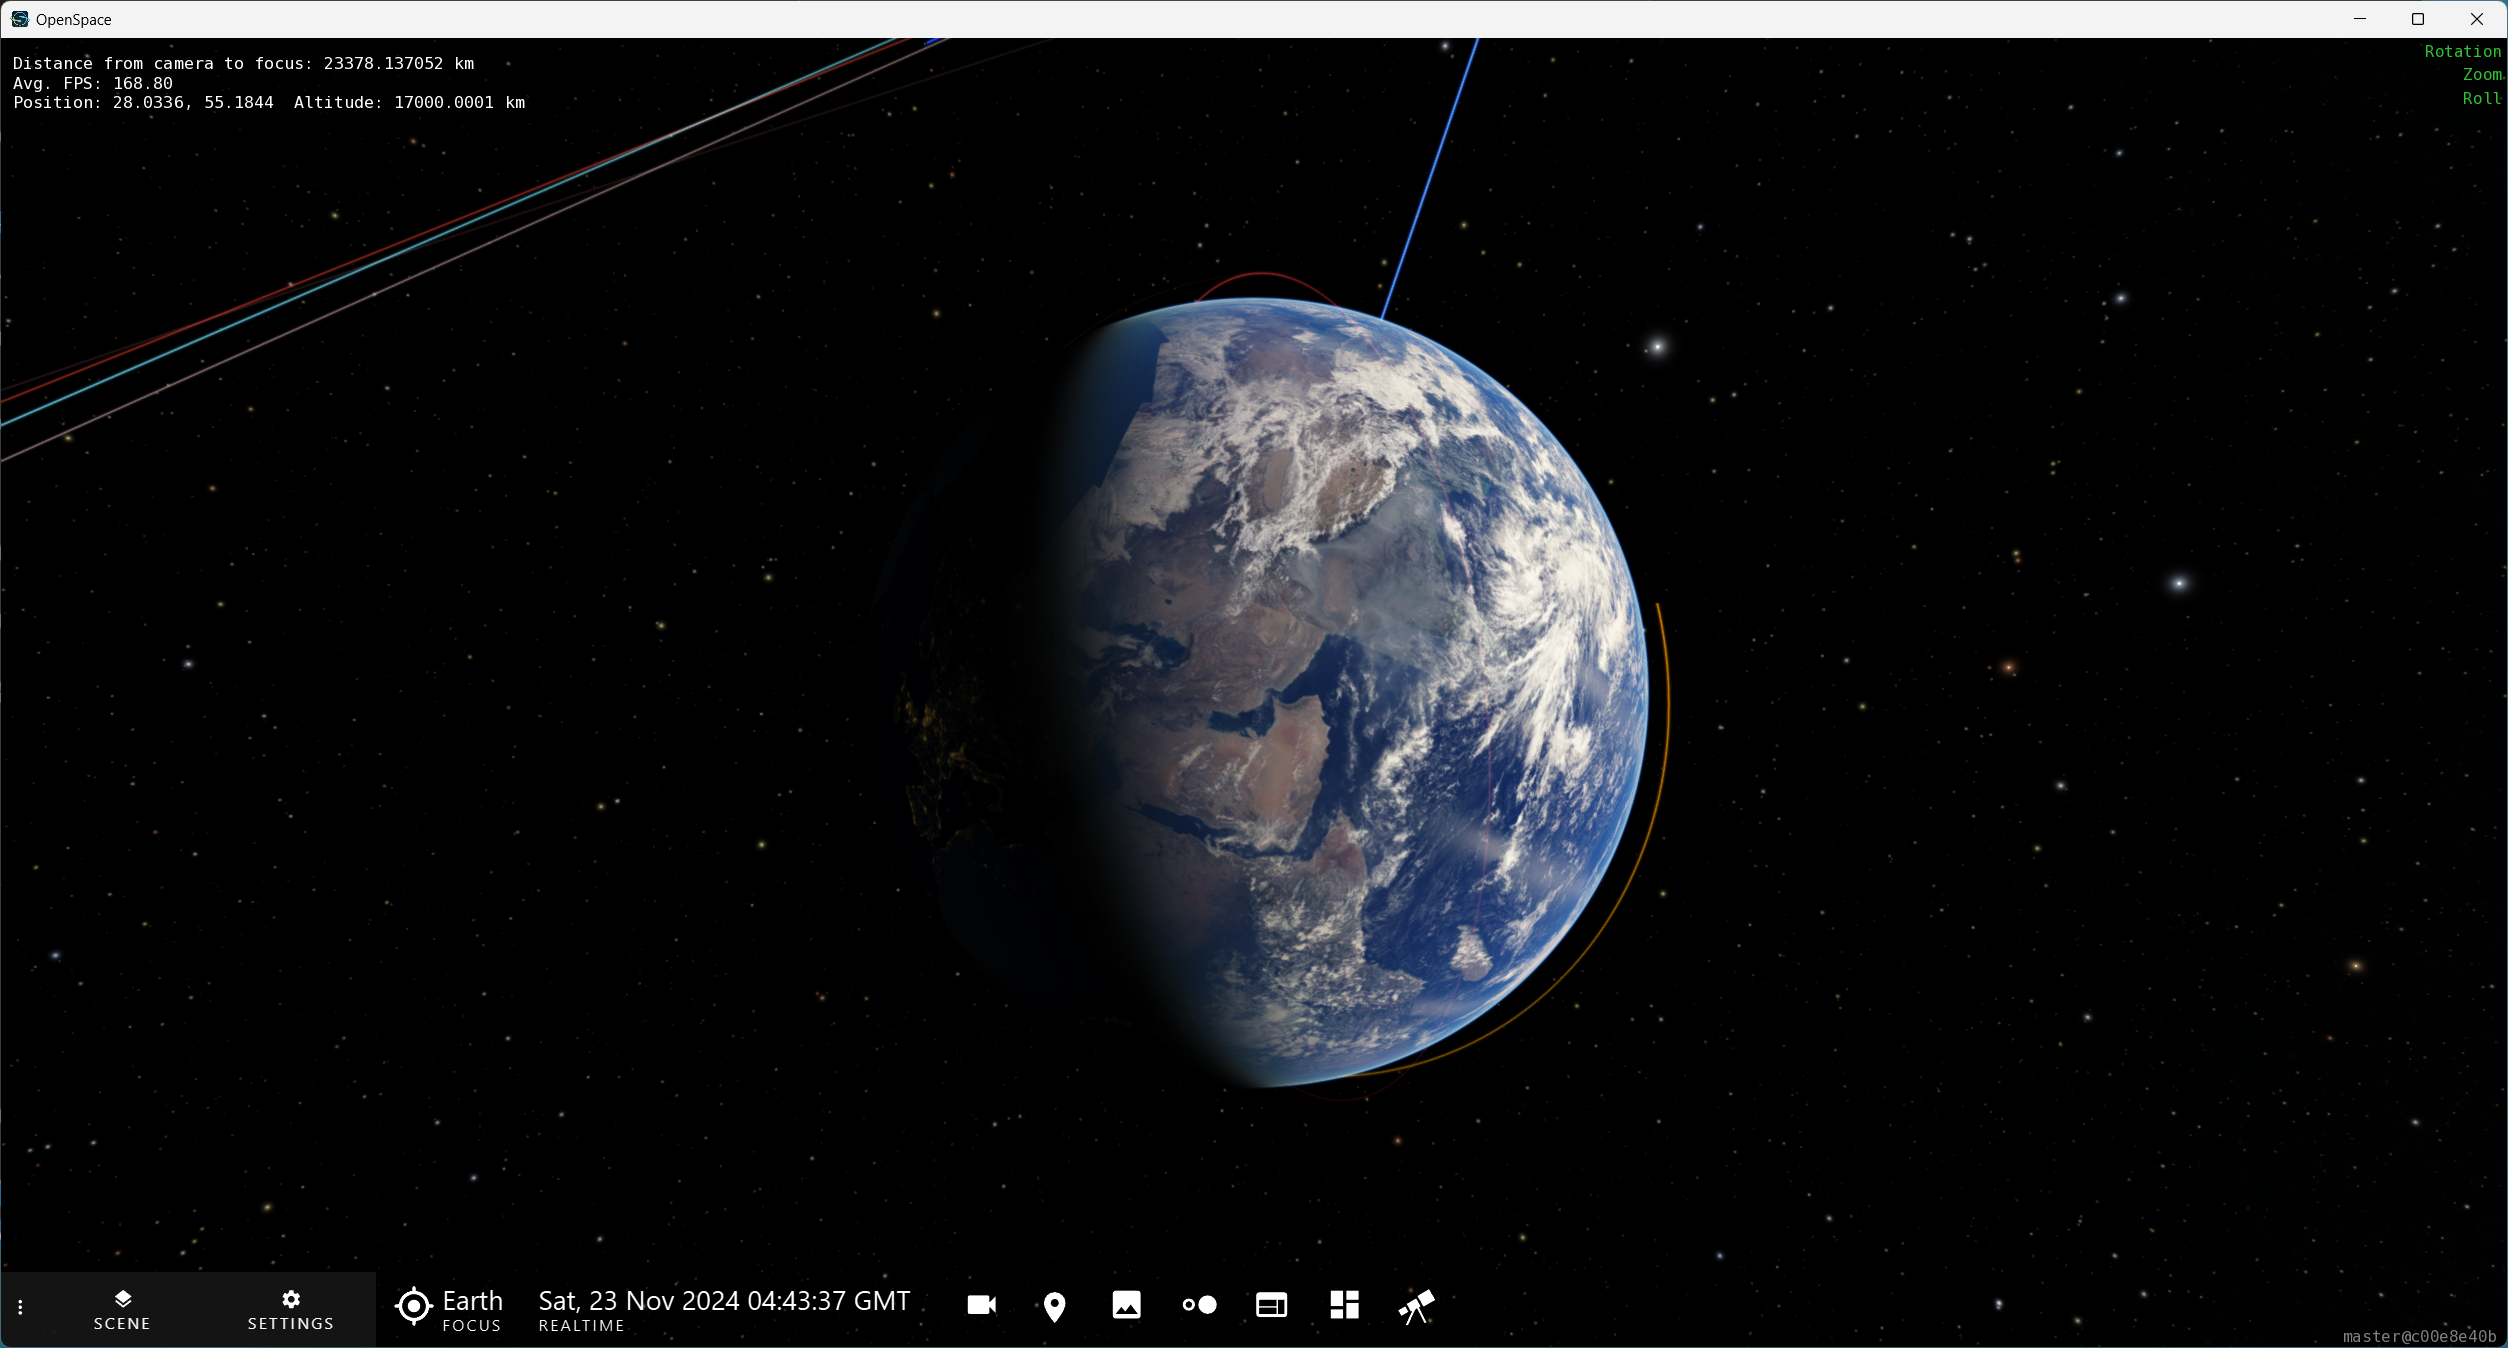 OpenSpace
Distance from camera to focus: 23378.137052 km
Avg. FPS: 168.80
Position: 28.0336, 55.1844  Altitude: 17000.0001 km
Rotation
Zoom
Roll
SCENE
SETTINGS
Earth
FOCUS
Sat, 23 Nov 2024 04:43:37 GMT
REALTIME
master@c00e8e40b